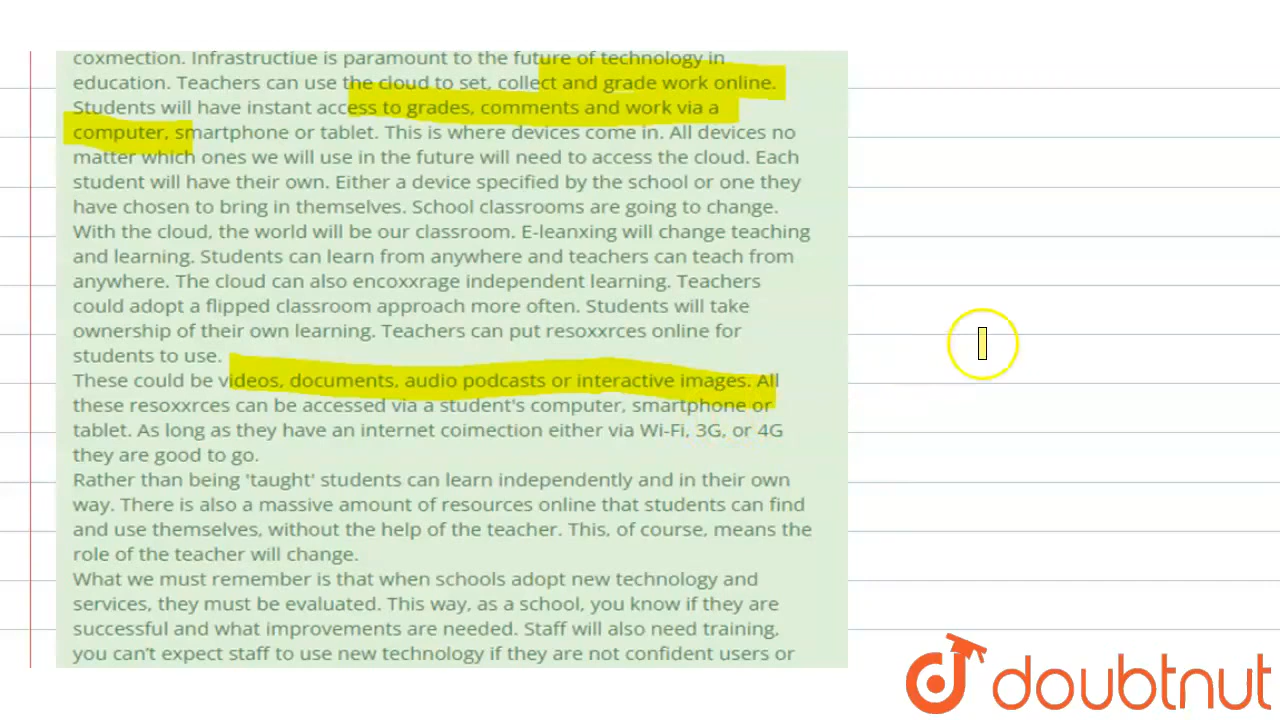 coxmection. Infrastructiue is paramount to the future of technology in
education. Teachers can use the cloud to set, collect and grade work online.
Students will have instant access to grades, comments and work via a
computer, smartphone or tablet. This is where devices come in. All devices no
matter which ones we will use in the future will need to access the cloud. Each
student will have their own. Either a device specified by the school or one they
have chosen to bring in themselves. School classrooms are going to change.
With the cloud, the world will be our classroom. E-leanxing will change teaching
and learning. Students can learn from anywhere and teachers can teach from
anywhere. The cloud can also encoxxrage independent learning. Teachers
could adopt a flipped classroom approach more often. Students will take
ownership of their own learning. Teachers can put resoxxrces online for
students to use.
These could be videos, documents, audio podcasts or interactive images. All
these resoxxrces can be accessed via a student's computer, smartphone or
tablet. As long as they have an internet coimection either via Wi-Fi, 3G, or 4G
they are good to go.
Rather than being 'taught' students can learn independently and in their own
way. There is also a massive amount of resources online that students can find
and use themselves, without the help of the teacher. This, of course, means the
role of the teacher will change.
What we must remember is that when schools adopt new technology and
services, they must be evaluated. This way, as a school, you know if they are
successful and what improvements are needed. Staff will also need training,
you can’t expect staff to use new technology if they are not confident users or
doubtnut